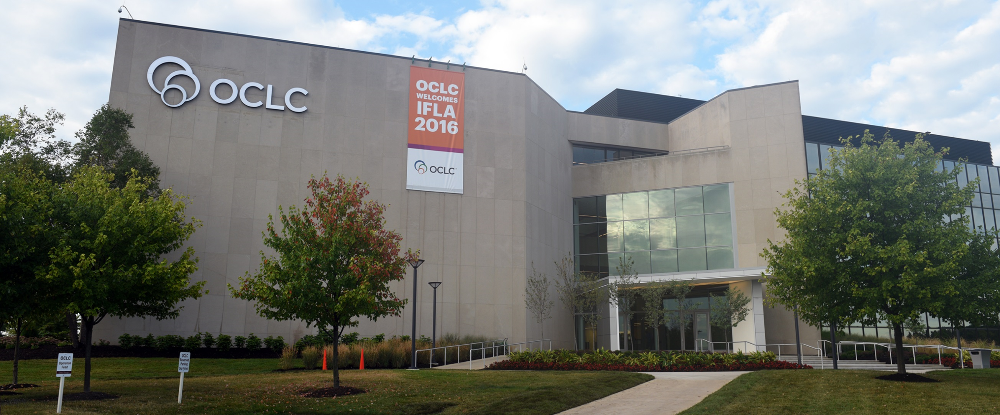 OCLC
OCLC
WELCOMES
IFLA
2016
OCLC
OCLC
Operation
Feed
OCLC
Reserved
Parking